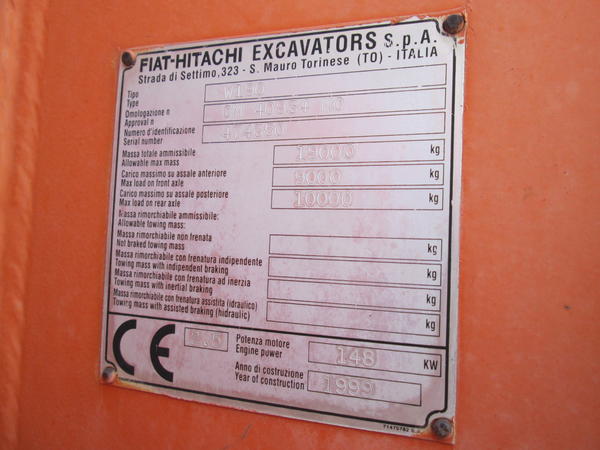 FIAT-HITACHI EXCAVATORS S.p.A.
Strada di Settimo,323 - S. Mauro Torinese (TO) - ITALIA
Tipo
Type
W190
Omologazione n
Approval n
Numero d'identificazione
Serial number
Massa totale ammissibile
Allowable max mass
19000 kg
Carico massimo su assale anteriore
Max load on front axle
9000 kg
Carico massimo su assale posteriore
Max load on rear axle
10000 kg
Massa rimorchiabile ammissibile:
Allowable towing mass:
Massa rimorchiabile non frenata
Not braked towing mass
kg
Massa rimorchiabile con frenatura indipendente
Towing mass with indipendent braking
kg
Massa rimorchiabile con frenatura ad inerzia
Towing mass with inertial braking
kg
Massa rimorchiabile con frenatura assistita (idraulico)
Towing mass with assisted braking (hidraulic)
kg
CE
Potenza motore
Engine power
148 KW
Anno di costruzione
Year of construction
1999